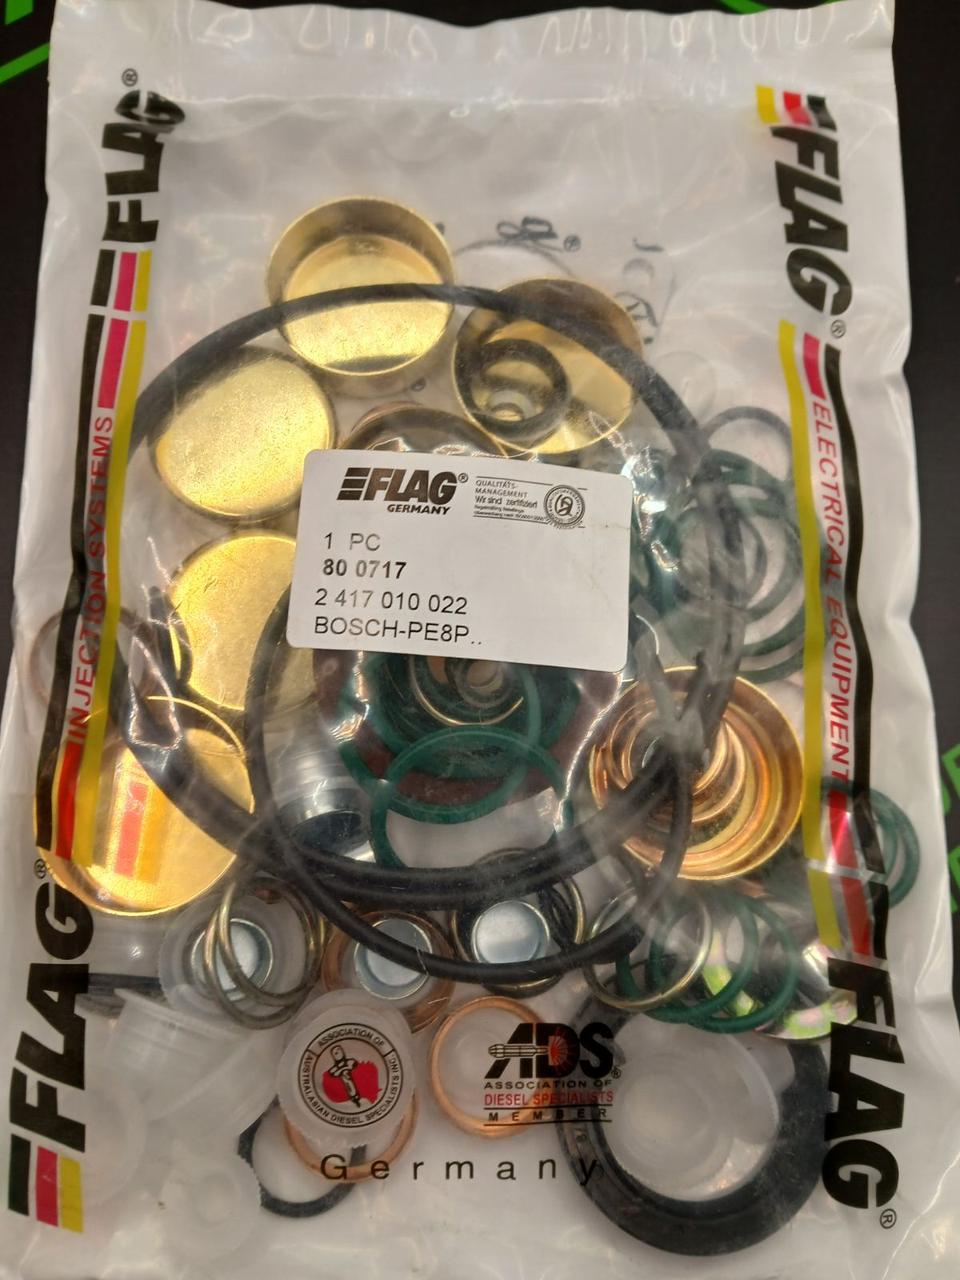 FLAG®
FLAG®
INJECTION SYSTEMS
ELECTRICAL EQUIPMENT
FLAG®
GERMANY
QUALITÄTS-
MANAGEMENT
Wir sind zertifiziert
1 PC
80 0717
2 417 010 022
BOSCH-PE8P..
FLAG®
FLAG®
ASSOCIATION OF
AUSTRALASIAN DIESEL SPECIALISTS INC.
ADS®
ASSOCIATION OF
DIESEL SPECIALISTS
MEMBER
Germany